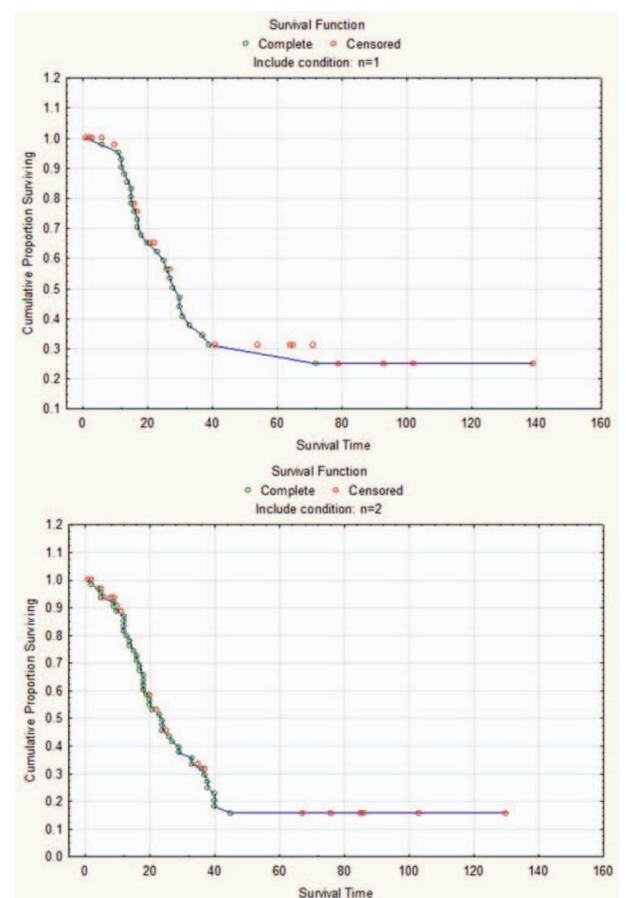 Survival Function
Complete Censored
Include condition: n=1
1.2
1.1
1.0
0.9
0.8
0.7
0.6
0.5
0.4
0.3
0.2
0.1
Cumulative Proportion Surviving
0 20 40 60 80 100 120 140 160
Survival Time
Survival Function
Complete Censored
Include condition: n=2
1.2
1.1
1.0
0.9
0.8
0.7
0.6
0.5
0.4
0.3
0.2
0.1
0.0
Cumulative Proportion Surviving
0 20 40 60 80 100 120 140 160
Survival Time